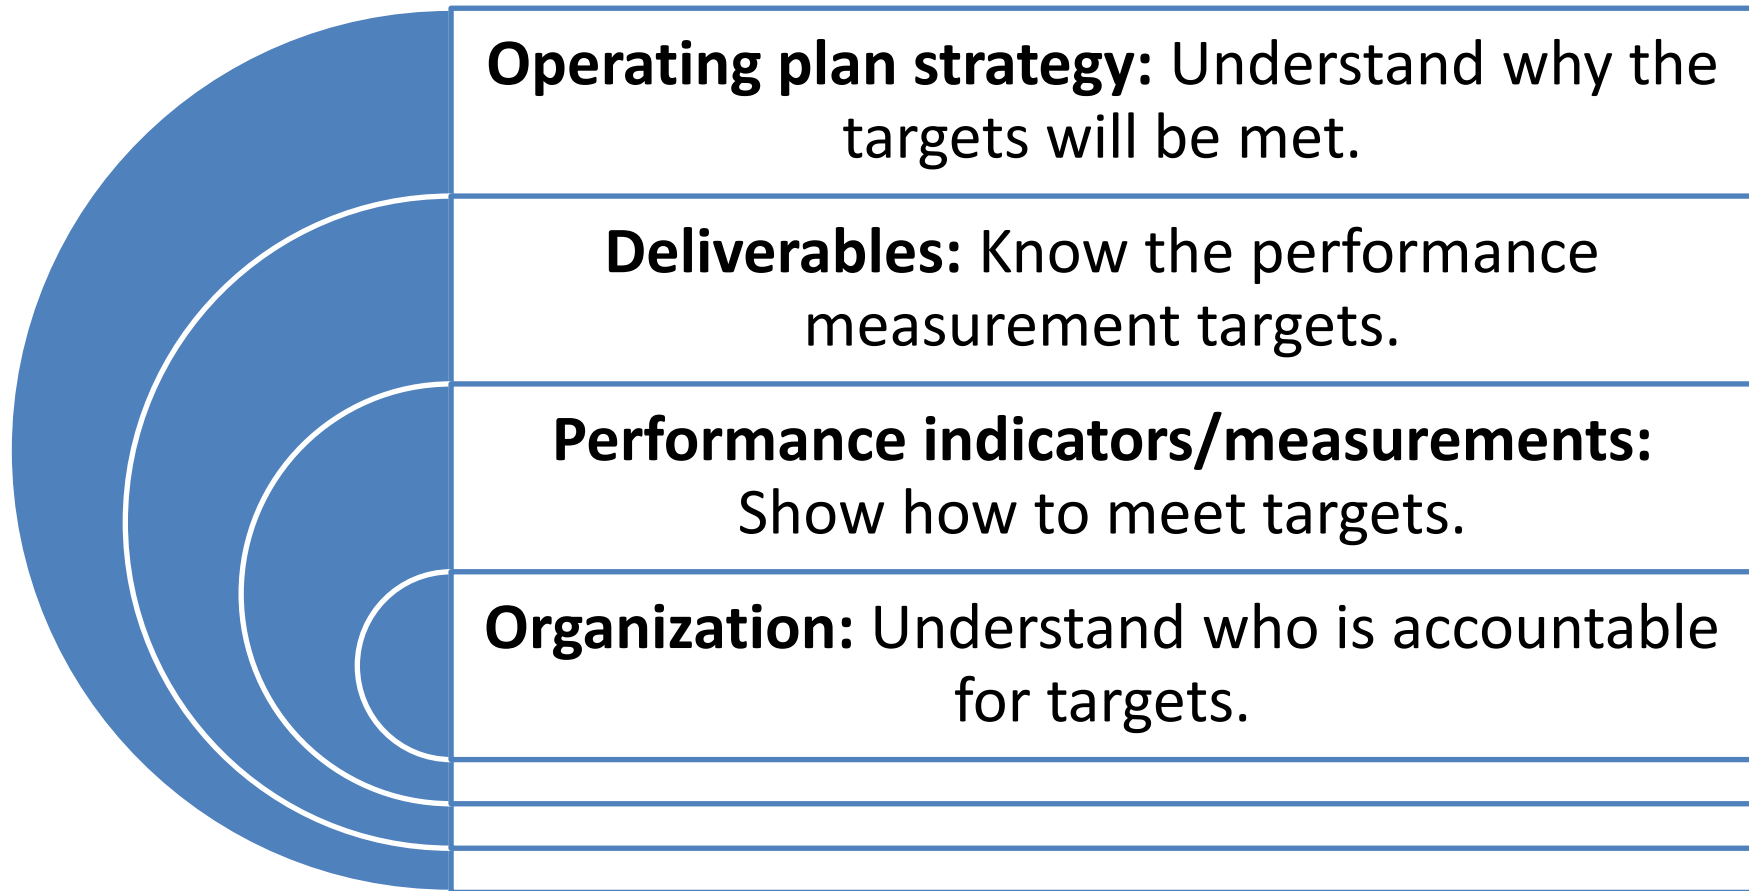 Operating plan strategy: Understand why the
targets will be met.
Deliverables: Know the performance
measurement targets.
Performance indicators/measurements:
Show how to meet targets.
Organization: Understand who is accountable
for targets.